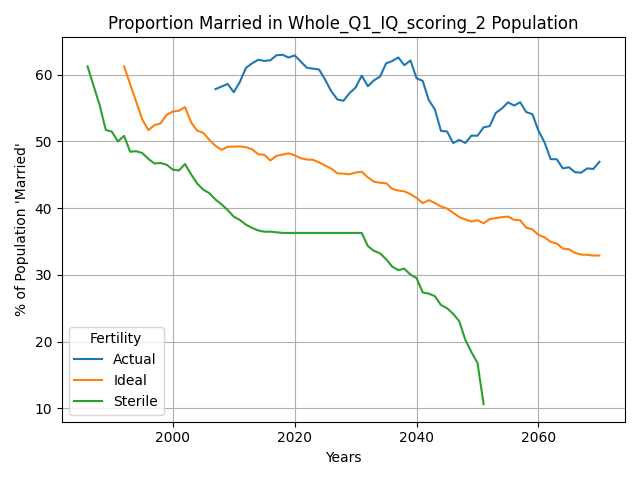 Proportion Married in Whole_Q1_IQ_scoring_2 Population
% of Population 'Married'
60
50
40
30
20
10
Fertility
Actual
Ideal
Sterile
2000
2020
2040
2060
Years